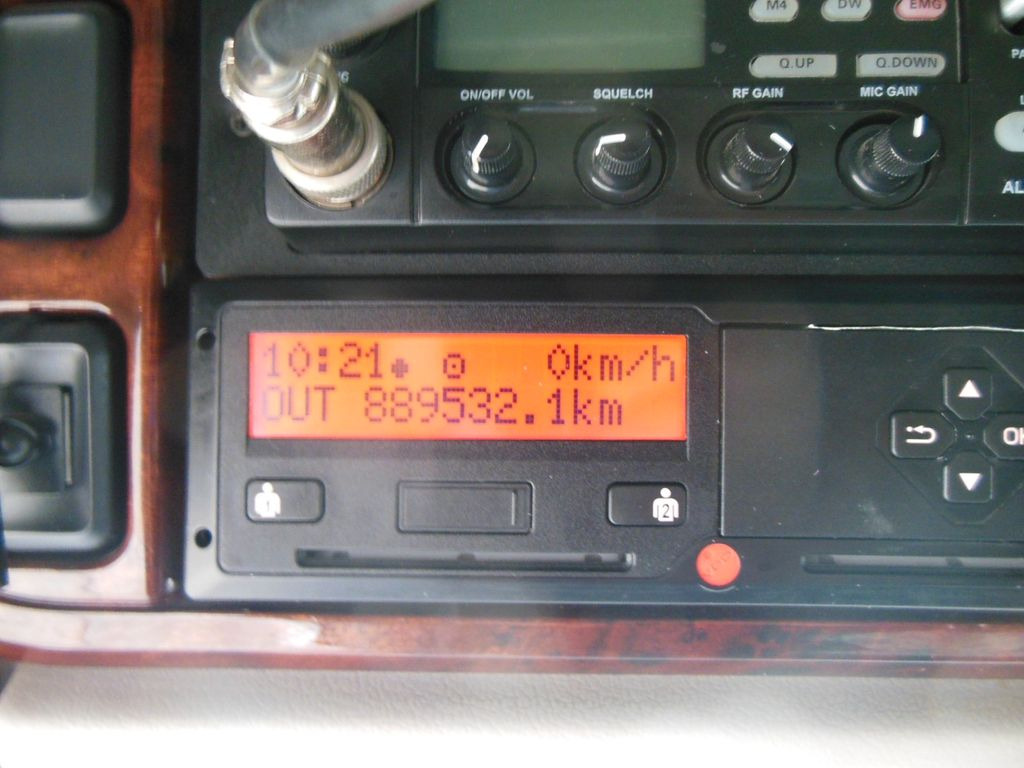 M4 DW EMG
Q.UP Q.DOWN
ON/OFF VOL SQUELCH RF GAIN MIC GAIN
10:21 0km/h
OUT 889532.1km
1 2